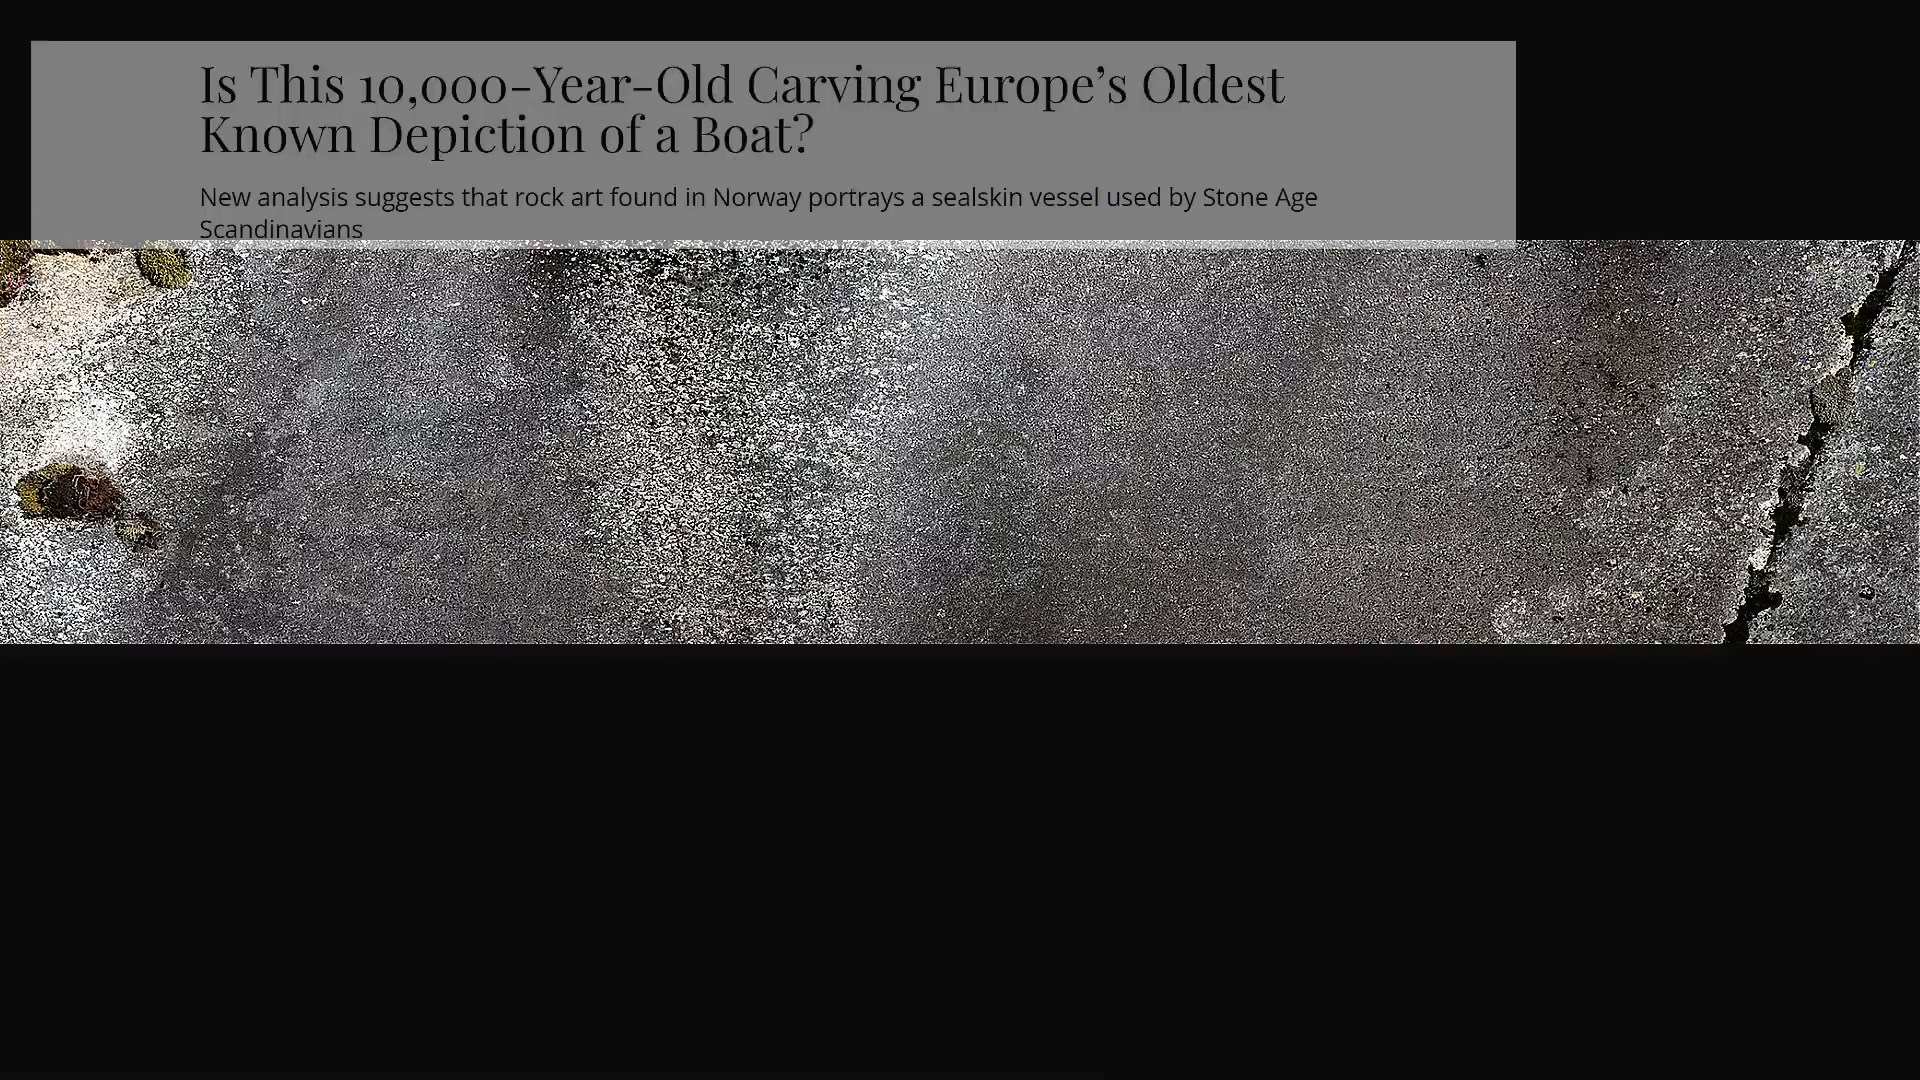 Is This 10,000-Year-Old Carving Europe’s Oldest
Known Depiction of a Boat?
New analysis suggests that rock art found in Norway portrays a sealskin vessel used by Stone Age
Scandinavians